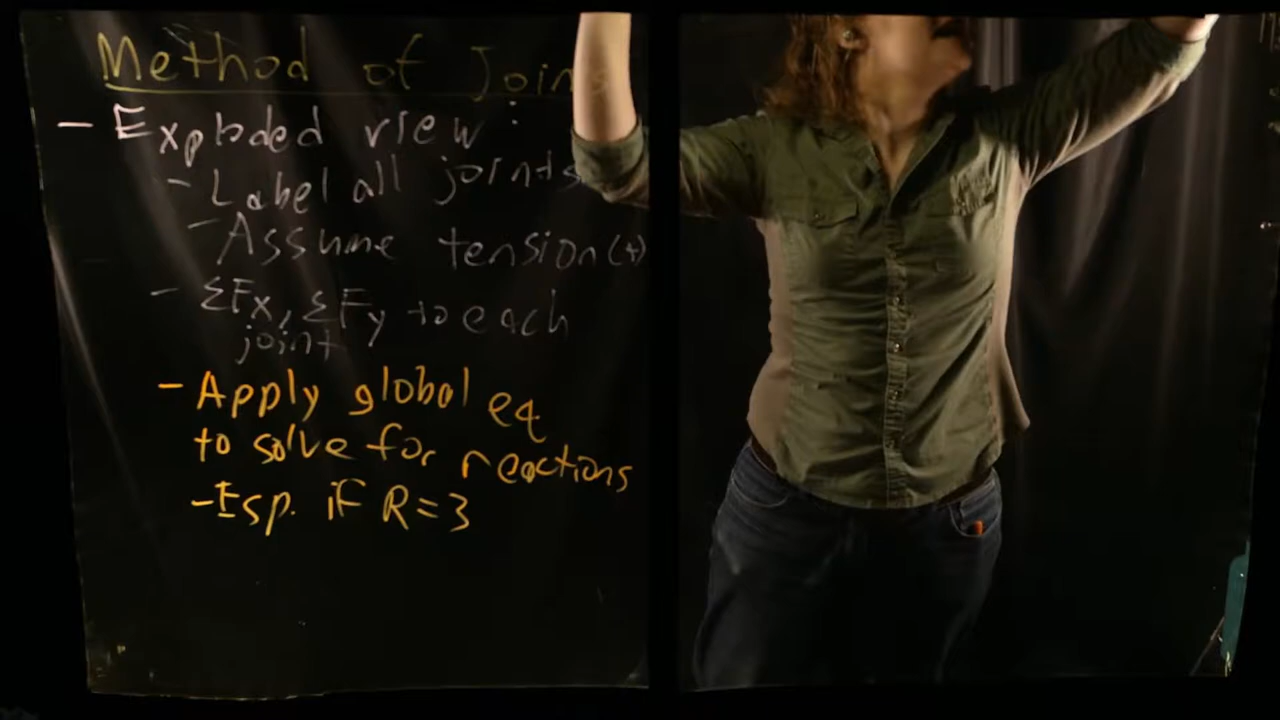 Method of Joints
- Exploded view:
- Label all joints
- Assume tension (+)
- ΣFx, ΣFy to each
joint
- Apply global eq
to solve for reactions
- Esp. if R=3